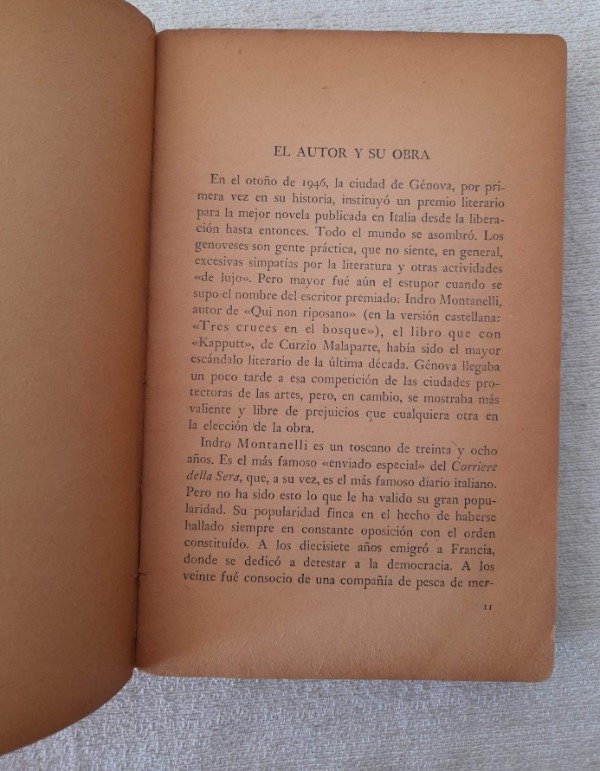 EL AUTOR Y SU OBRA
En el otoño de 1946, la ciudad de Génova, por pri-
mera vez en su historia, instituyó un premio literario
para la mejor novela publicada en Italia desde la libera-
ción hasta entonces. Todo el mundo se asombró. Los
genoveses son gente práctica, que no siente, en general,
excesivas simpatías por la literatura y otras actividades
«de lujo». Pero mayor fué aún el estupor cuando se
supo el nombre del escritor premiado: Indro Montanelli,
autor de «Qui non riposano» (en la versión castellana:
«Tres cruces en el bosque»), el libro que con
«Kapputt», de Curzio Malaparte, había sido el mayor
escándalo literario de la última década. Génova llegaba
un poco tarde a esa competición de las ciudades pro-
tectoras de las artes, pero, en cambio, se mostraba más
valiente y libre de prejuicios que cualquiera otra en
la elección de la obra.
Indro Montanelli es un toscano de treinta y ocho
años. Es el más famoso «enviado especial» del Corriere
della Sera, que, a su vez, es el más famoso diario italiano.
Pero no ha sido esto lo que le ha valido su gran popu-
laridad. Su popularidad finca en el hecho de haberse
hallado siempre en constante oposición con el orden
constituído. A los diecisiete años emigró a Francia,
donde se dedicó a detestar a la democracia. A los
veinte fué consocio de una compañía de pesca de mer-
11